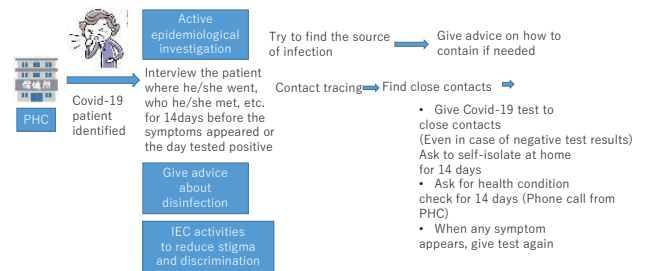 保健所
PHC
Covid-19
patient
identified
Active
epidemiological
investigation
Interview the patient
where he/she went,
who he/she met, etc.
for 14days before the
symptoms appeared or
the day tested positive
Give advice
about
disinfection
IEC activities
to reduce stigma
and discrimination
Try to find the source
of infection
Give advice on how to
contain if needed
Contact tracing
Find close contacts
• Give Covid-19 test to
close contacts
(Even in case of negative test results)
Ask to self-isolate at home
for 14 days
• Ask for health condition
check for 14 days (Phone call from
PHC)
• When any symptom
appears, give test again